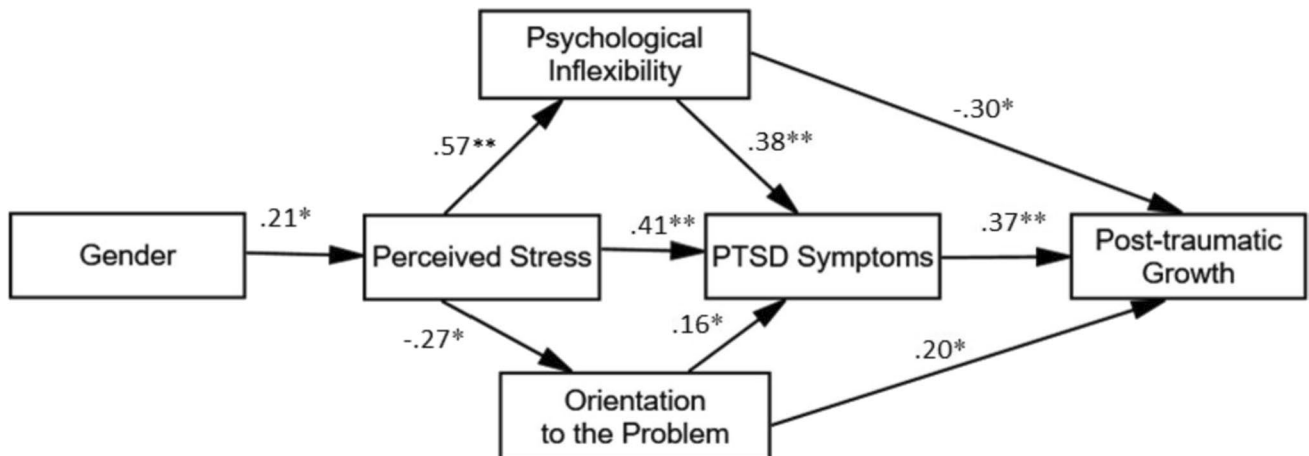 Psychological
Inflexibility
-.30*
.57**
.38**
Gender
.21*
Perceived Stress
.41**
PTSD Symptoms
.37**
Post-traumatic
Growth
-.27*
.16*
.20*
Orientation
to the Problem